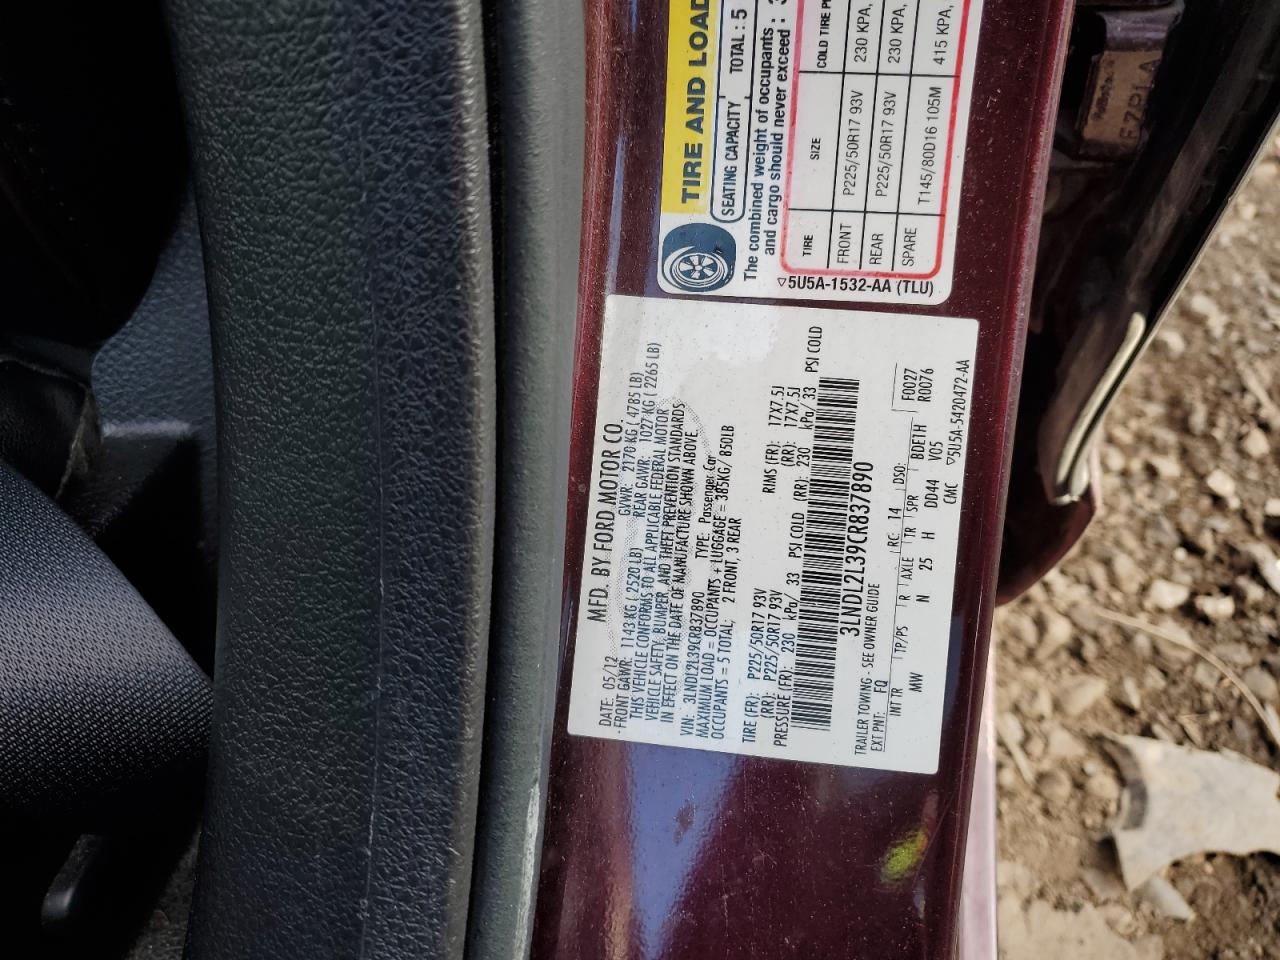 TIRE AND LOAD
SEATING CAPACITY TOTAL : 5
The combined weight of occupants
and cargo should never exceed :
TIRE SIZE COLD TIRE
FRONT P225/50R17 93V 230 KPA,
REAR P225/50R17 93V 230 KPA,
SPARE T145/80D16 105M 415 KPA,
5U5A-1532-AA (TLU)
MFD. BY FORD MOTOR CO.
DATE: 05/12 GVWR: 2170 KG ( 4785 LB)
FRONT GAWR: 1143 KG ( 2520 LB) REAR GAWR: 1027 KG ( 2265 LB)
THIS VEHICLE CONFORMS TO ALL APPLICABLE FEDERAL MOTOR
VEHICLE SAFETY, BUMPER, AND THEFT PREVENTION STANDARDS
IN EFFECT ON THE DATE OF MANUFACTURE SHOWN ABOVE.
VIN: 3LNDL2L39CR837890 TYPE: Passenger Car
MAXIMUM LOAD = OCCUPANTS + LUGGAGE = 385KG/ 850LB
OCCUPANTS = 5 TOTAL; 2 FRONT, 3 REAR
TIRE (FR): P225/50R17 93V RIMS (FR): 17X7.5J
(RR): P225/50R17 93V (RR): 17X7.5J
PRESSURE (FR): 230 kPa/ 33 PSI COLD (RR): 230 kPa/ 33 PSI COLD
3LNDL2L39CR837890
TRAILER TOWING - SEE OWNER GUIDE
EXT PNT: FQ RC: 14 DSO: F0027
R0076
INT TR TP/PS R AXLE TR SPR BDETH
MW N 25 H DD44 V05
CMC 5U5A-5420472-AA